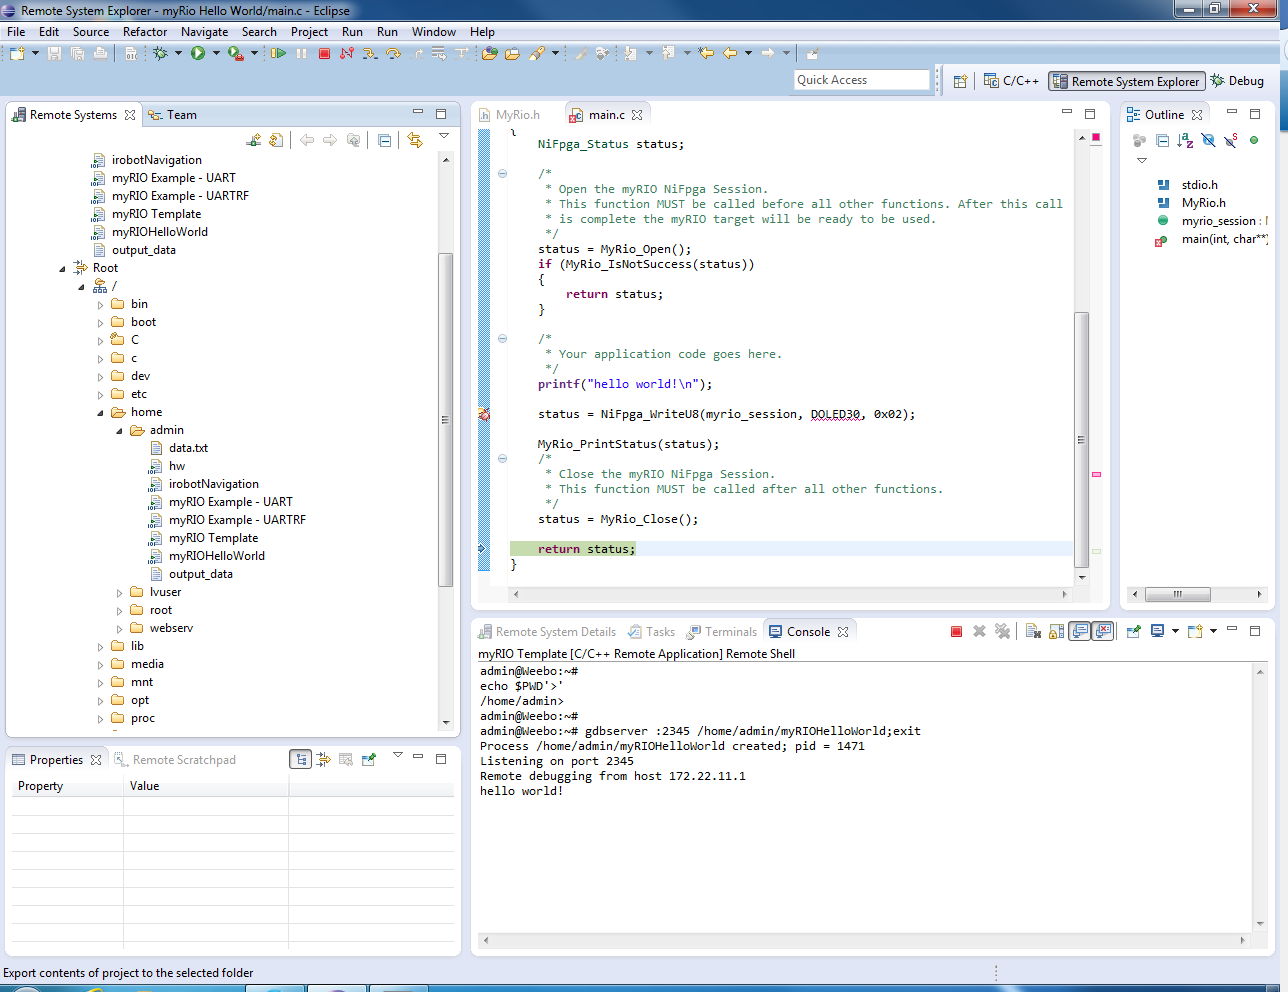 Remote System Explorer - myRio Hello World/main.c - Eclipse
File Edit Source Refactor Navigate Search Project Run Run Window Help
Quick Access
C/C++ Remote System Explorer Debug
Remote Systems Team
irobotNavigation
myRIO Example - UART
myRIO Example - UARTRF
myRIO Template
myRIOHelloWorld
output_data
Root
/
bin
boot
C
c
dev
etc
home
admin
data.txt
hw
irobotNavigation
myRIO Example - UART
myRIO Example - UARTRF
myRIO Template
myRIOHelloWorld
output_data
lvuser
root
webserv
lib
media
mnt
opt
proc
MyRio.h main.c
{
NiFpga_Status status;
/*
* Open the myRIO NiFpga Session.
* This function MUST be called before all other functions. After this call
* is complete the myRIO target will be ready to be used.
*/
status = MyRio_Open();
if (MyRio_IsNotSuccess(status))
{
return status;
}
/*
* Your application code goes here.
*/
printf("hello world!\n");
status = NiFpga_WriteU8(myrio_session, DOLED30, 0x02);
MyRio_PrintStatus(status);
/*
* Close the myRIO NiFpga Session.
* This function MUST be called after all other functions.
*/
status = MyRio_Close();
return status;
}
Outline
stdio.h
MyRio.h
myrio_session :
main(int, char**)
Properties Remote Scratchpad
Property Value
Remote System Details Tasks Terminals Console
myRIO Template [C/C++ Remote Application] Remote Shell
admin@Weebo:~#
echo $PWD'>'
/home/admin>
admin@Weebo:~#
admin@Weebo:~# gdbserver :2345 /home/admin/myRIOHelloWorld;exit
Process /home/admin/myRIOHelloWorld created; pid = 1471
Listening on port 2345
Remote debugging from host 172.22.11.1
hello world!
Export contents of project to the selected folder